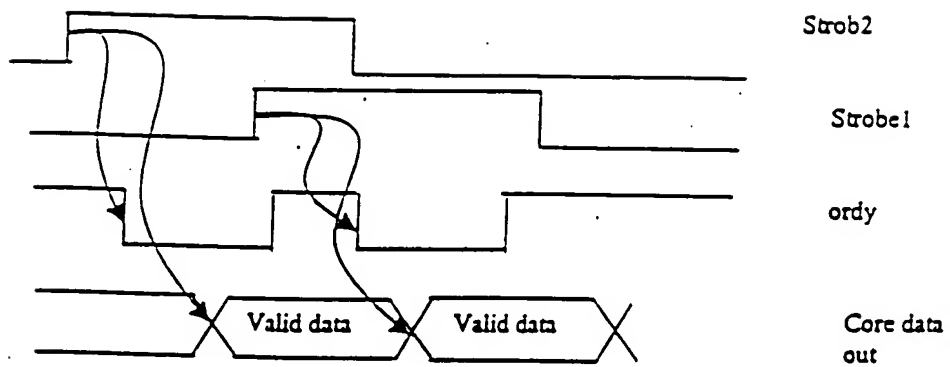 Strob2
Strobe1
ordy
Valid data
Valid data
Core data
out